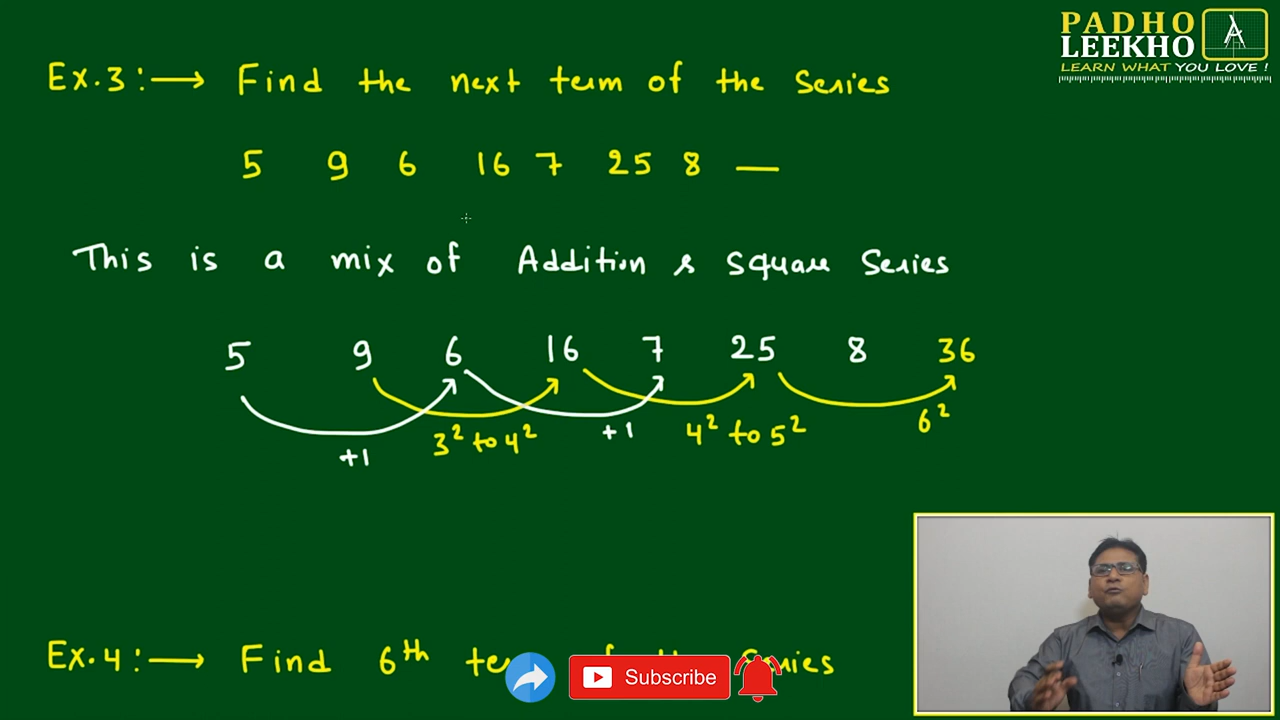 PADHO
LEEKHO
LEARN WHAT YOU LOVE !
Ex.3 :⟶ Find the next term of the Series
5 9 6 16 7 25 8 —
This is a mix of Addition & Square Series
5 9 6 16 7 25 8 36
+1 3² to 4² +1 4² to 5² 6²
Ex.4 :⟶ Find 6th Series
Subscribe